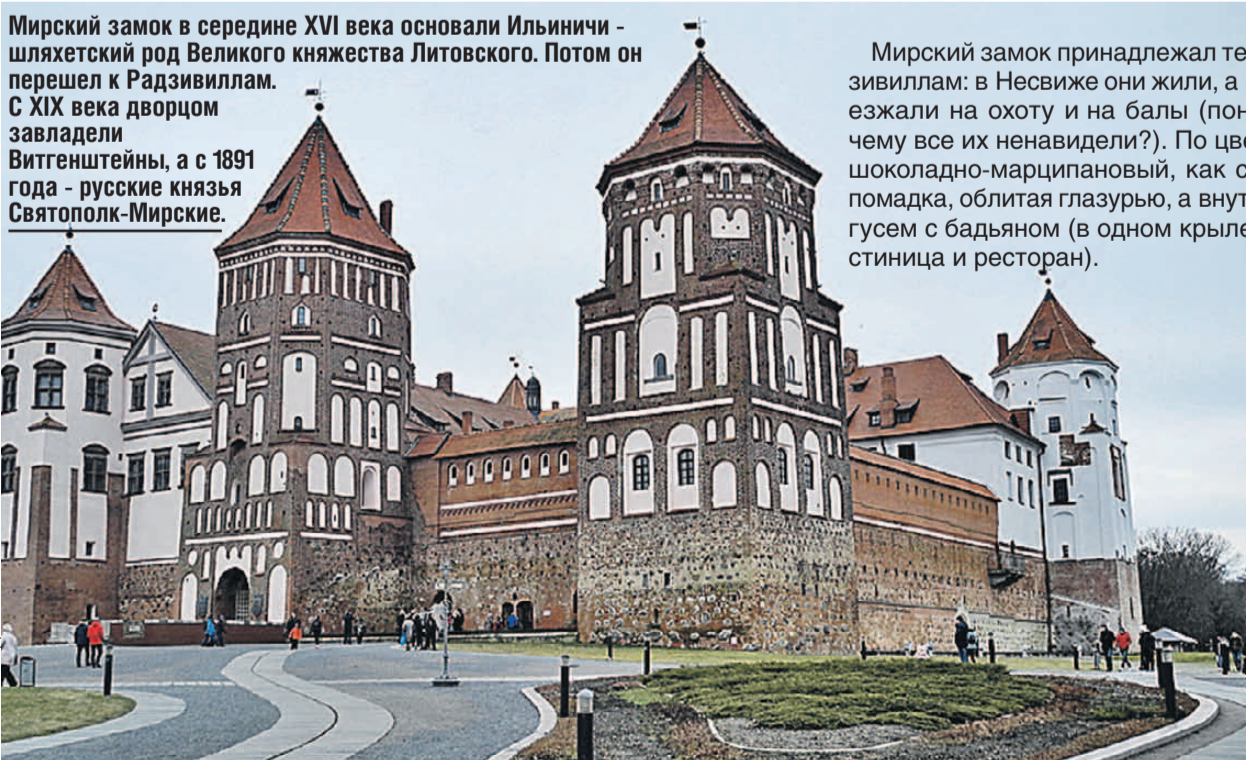 Мирский замок в середине XVI века основали Ильиничи -
шляхетский род Великого княжества Литовского. Потом он
перешел к Радзивиллам.
С XIX века дворцом
завладели
Витгенштейны, а с 1891
года - русские князья
Святополк-Мирские.
Мирский замок принадлежал те
зивиллам: в Несвиже они жили, а
езжали на охоту и на балы (пон
чему все их ненавидели?). По цве
шоколадно-марципановый, как с
помадка, облитая глазурью, а внут
гусем с бадьяном (в одном крыле
стиница и ресторан).